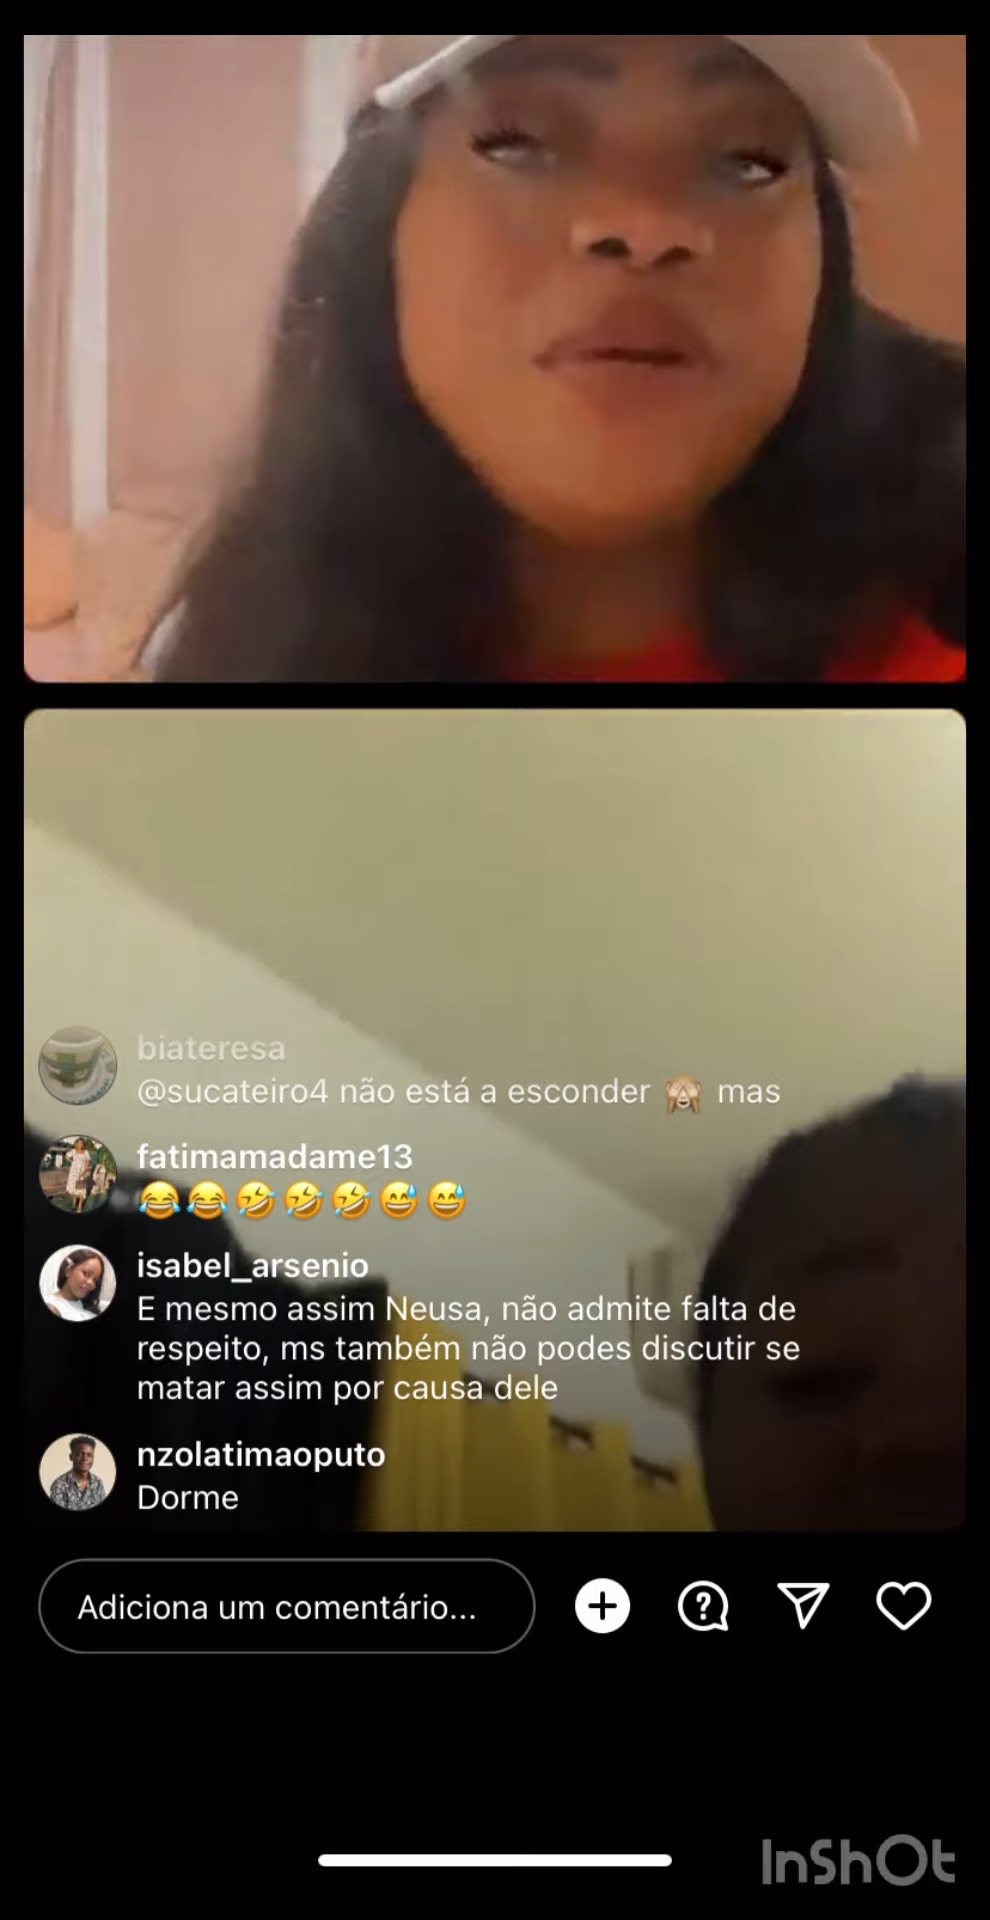 biateresa
@sucateiro4 não está a esconder 🙈 mas
fatimamadame13
😂😂🤣🤣🤣😅😅
isabel_arsenio
E mesmo assim Neusa, não admite falta de
respeito, ms também não podes discutir se
matar assim por causa dele
nzolatimaoputo
Dorme
Adiciona um comentário...
InShOt